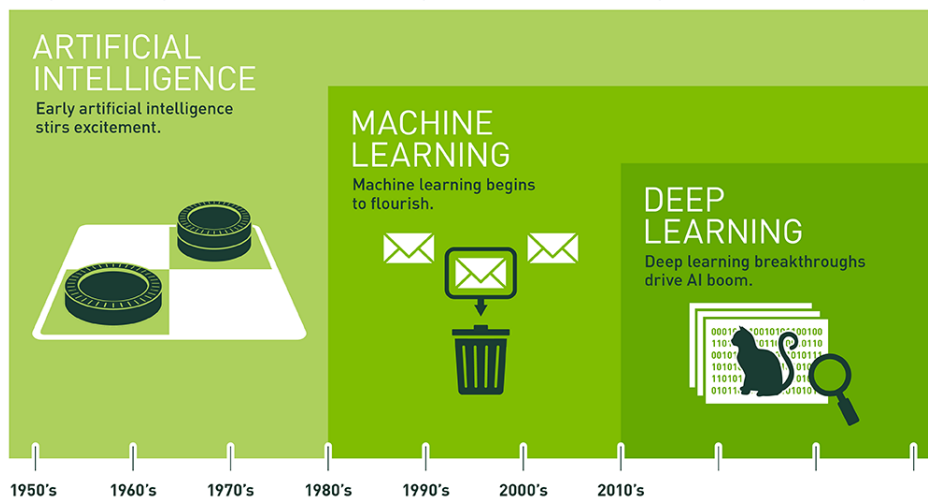 ARTIFICIAL
INTELLIGENCE
Early artificial intelligence
stirs excitement.
MACHINE
LEARNING
Machine learning begins
to flourish.
DEEP
LEARNING
Deep learning breakthroughs
drive AI boom.
1950's 1960's 1970's 1980's 1990's 2000's 2010's